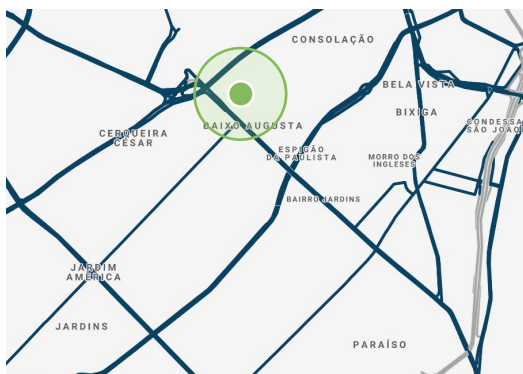 CONSOLAÇÃO
BELA VISTA
BIXIGA
CONDESSA
SÃO JOAQ
BAIXO AUGUSTA
CERQUEIRA
CÉSAR
ESPIGÃO
DA PAULISTA
MORRO DOS
INGLESES
BAIRRO JARDINS
JARDIM
AMÉRICA
JARDINS
PARAÍSO